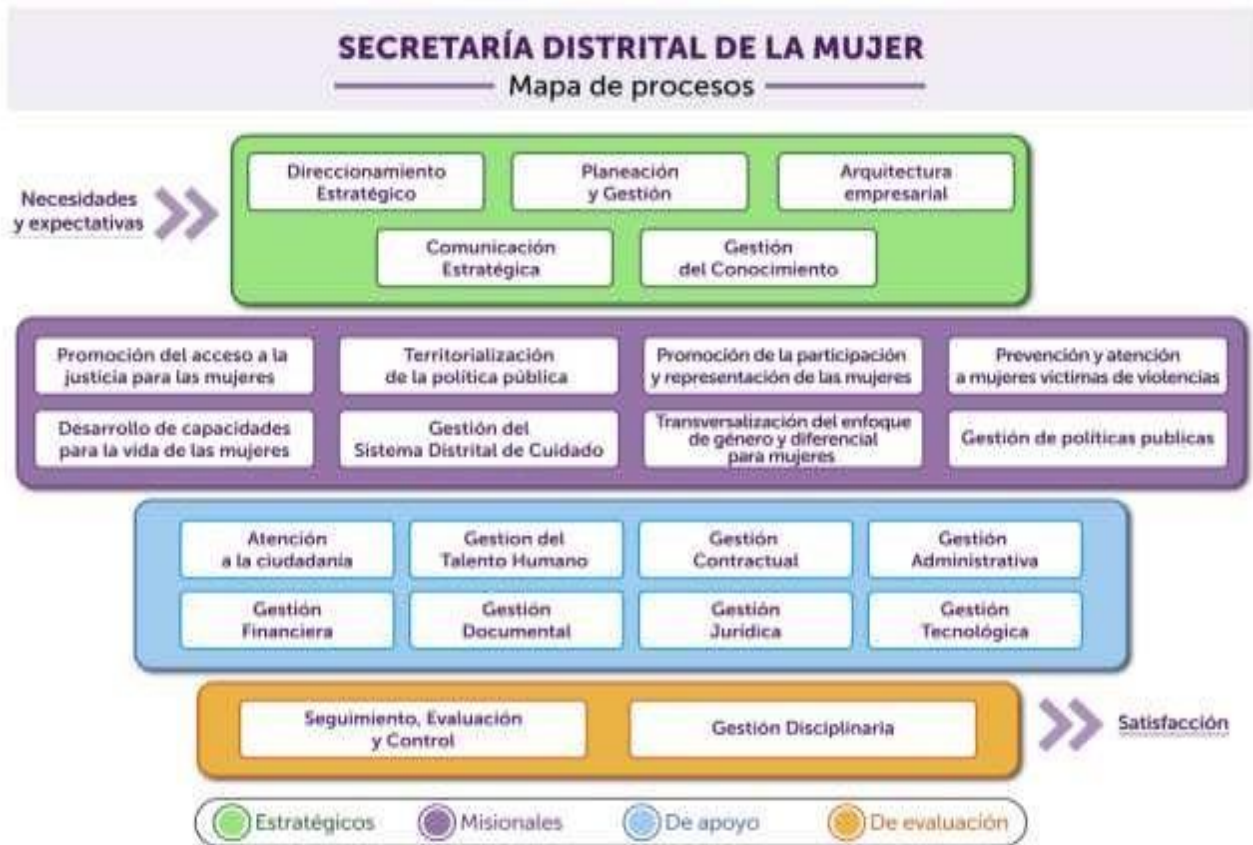 SECRETARÍA DISTRITAL DE LA MUJER
Mapa de procesos
Necesidades
y expectativas
Direccionamiento
Estratégico
Planeación
y Gestión
Arquitectura
empresarial
Comunicación
Estratégica
Gestión
del Conocimiento
Promoción del acceso a la
justicia para las mujeres
Territorialización
de la política pública
Promoción de la participación
y representación de las mujeres
Prevención y atención
a mujeres victimas de violencias
Desarrollo de capacidades
para la vida de las mujeres
Gestión del
Sistema Distrital de Cuidado
Transversalización del enfoque
de género y diferencial
para mujeres
Gestión de políticas publicas
Atención
a la ciudadanía
Gestion del
Talento Humano
Gestión
Contractual
Gestión
Administrativa
Gestión
Financiera
Gestión
Documental
Gestión
Jurídica
Gestión
Tecnológica
Seguimiento, Evaluación
y Control
Gestión Disciplinaria
Satisfacción
Estratégicos
Misionales
De apoyo
De evaluación